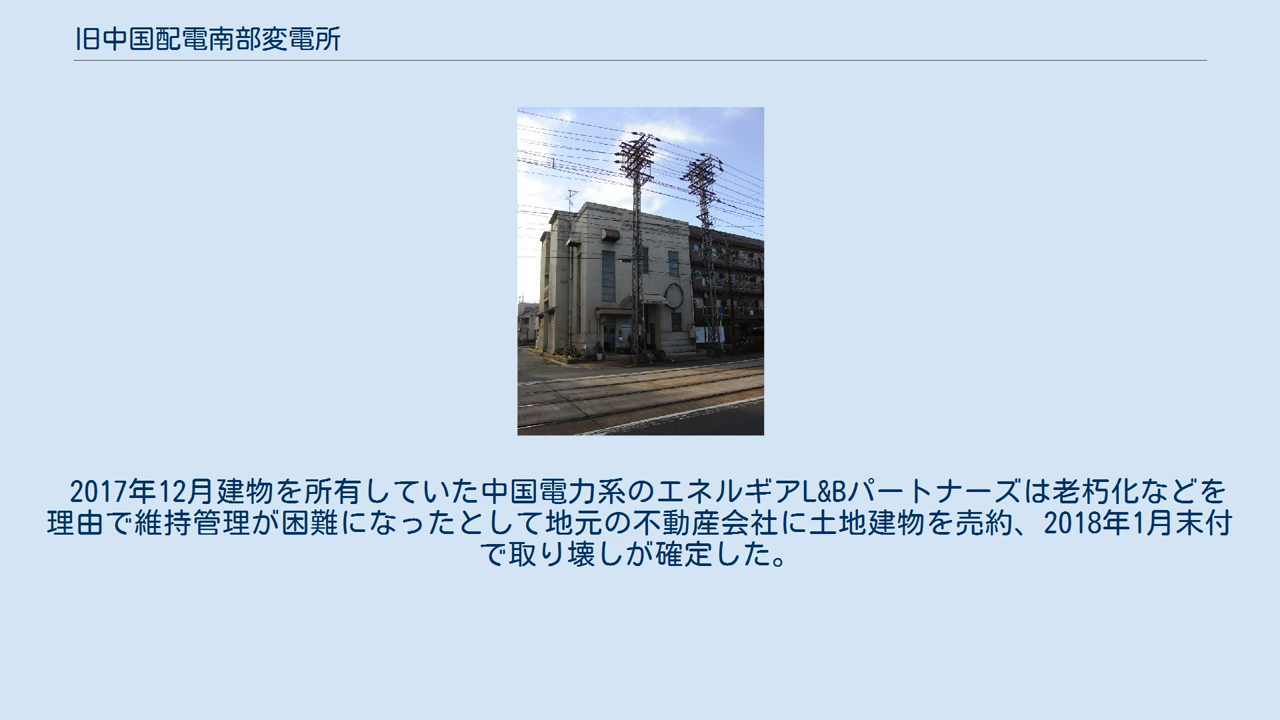 旧中国配電南部変電所
2017年12月建物を所有していた中国電力系のエネルギアL&Bパートナーズは老朽化などを
理由で維持管理が困難になったとして地元の不動産会社に土地建物を売約、2018年1月末付
で取り壊しが確定した。